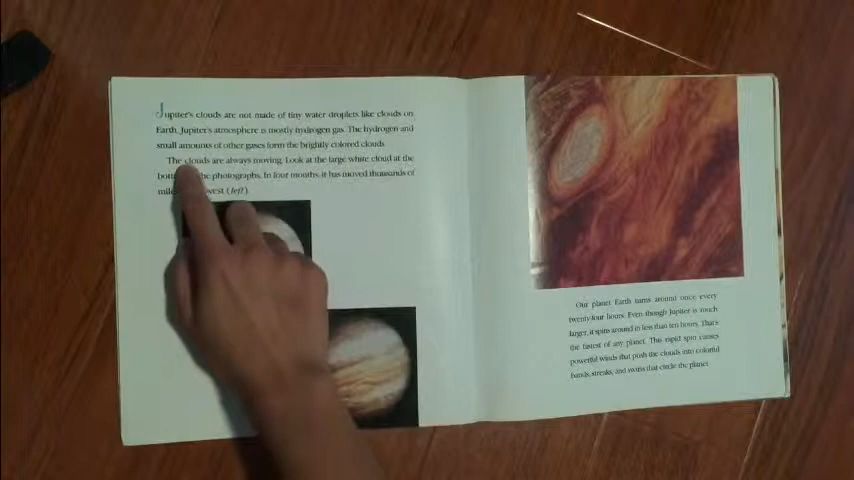 Jupiter's clouds are not made of tiny water droplets like clouds on
Earth. Jupiter's atmosphere is mostly hydrogen gas. The hydrogen and
small amounts of other gases form the brightly colored clouds.
The clouds are always moving. Look at the large white cloud at the
the photographs. In four months, it has moved thousands of
west (left).
Our planet Earth turns around once every
twenty-four hours. Even though Jupiter is much
larger, it spins around in less than ten hours. That's
the fastest of any planet. This rapid spin causes
powerful winds that push the clouds into colorful
bands, streaks, and swirls that circle the planet.